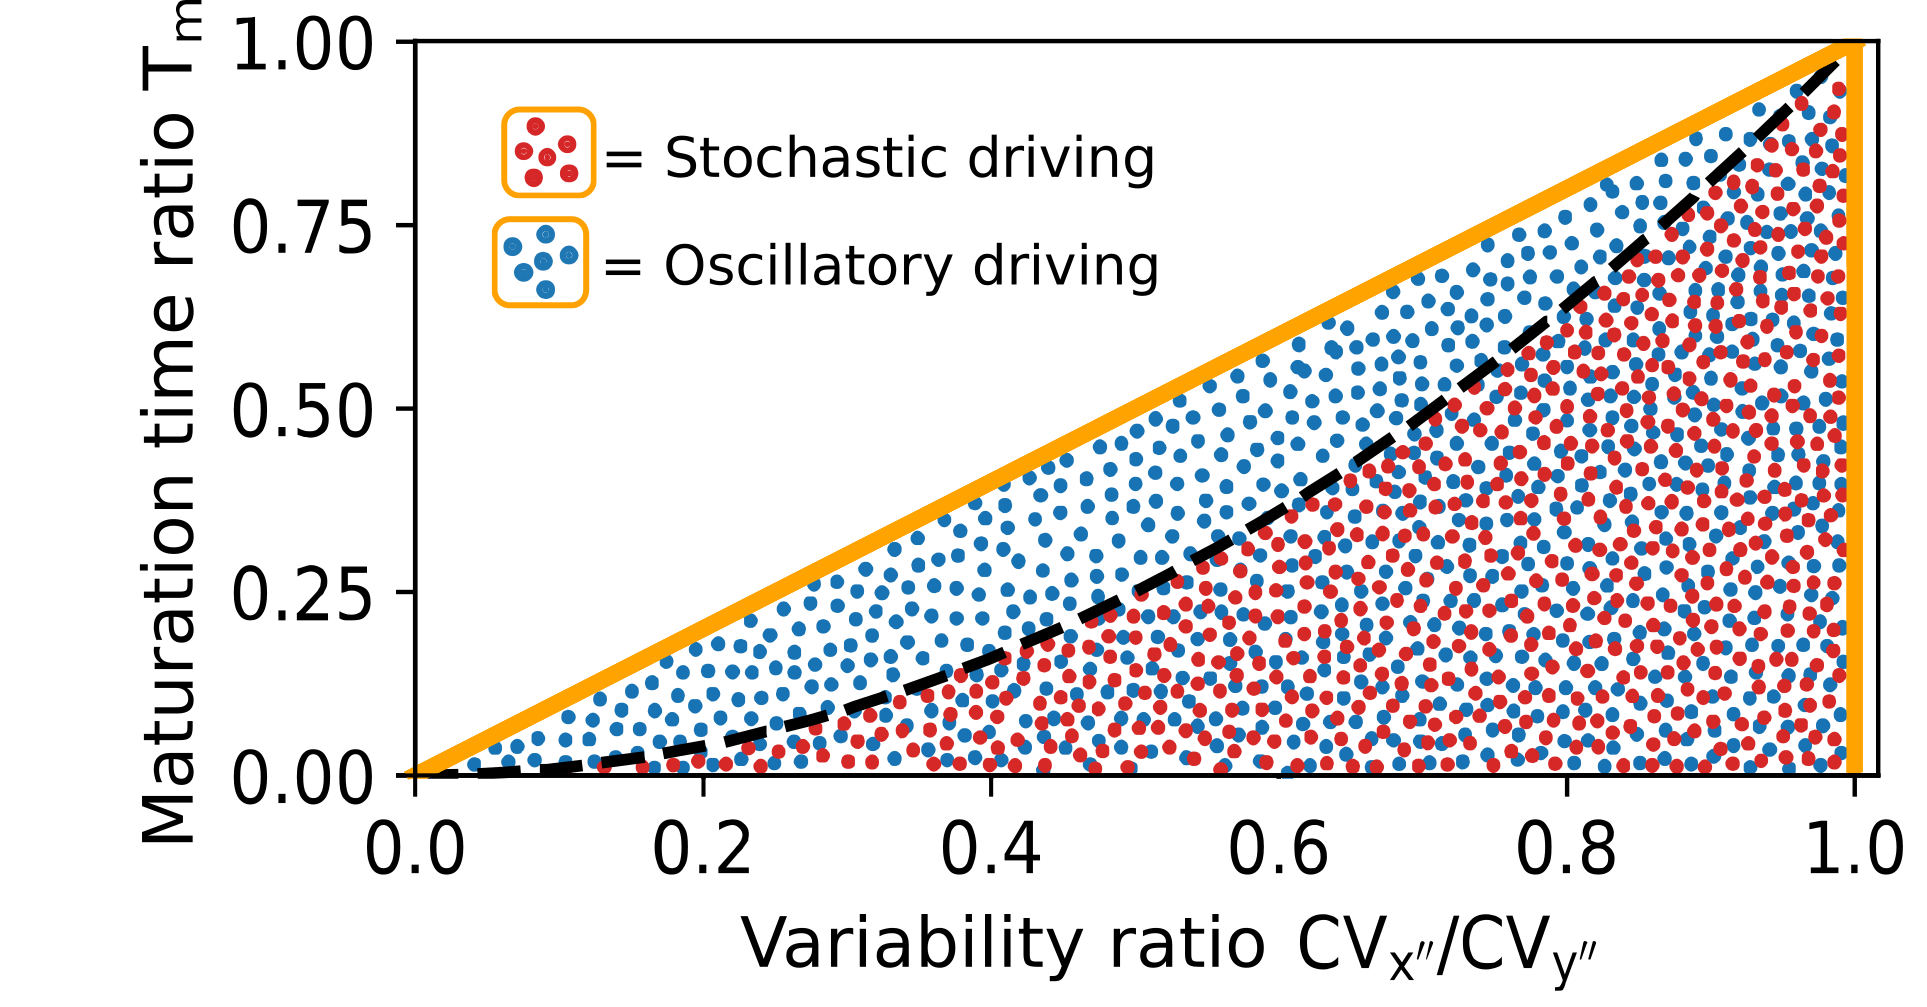 Maturation time ratio T
1.00
0.75
0.50
0.25
0.00
= Stochastic driving
= Oscillatory driving
0.0 0.2 0.4 0.6 0.8 1.0
Variability ratio CVx″/CVy″